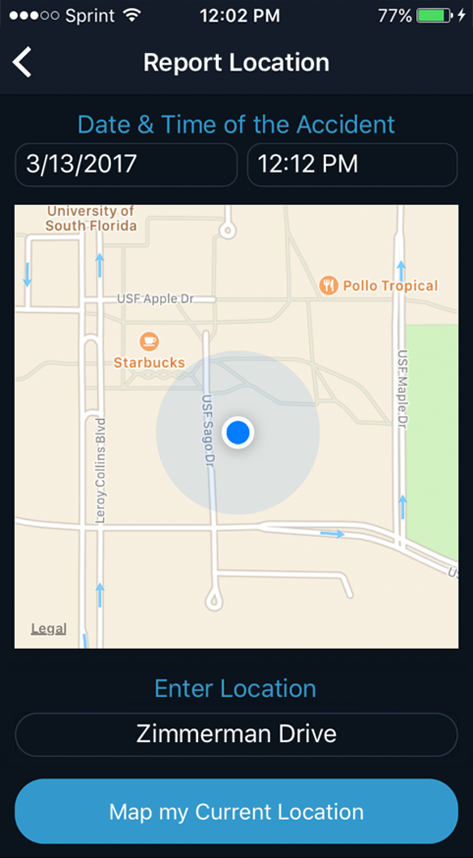 Sprint 12:02 PM 77%
Report Location
Date & Time of the Accident
3/13/2017 12:12 PM
University of
South Florida
Pollo Tropical
USF Apple Dr
Starbucks
USF Maple Dr
USF Sago Dr
Leroy Collins Blvd
Legal
Enter Location
Zimmerman Drive
Map my Current Location